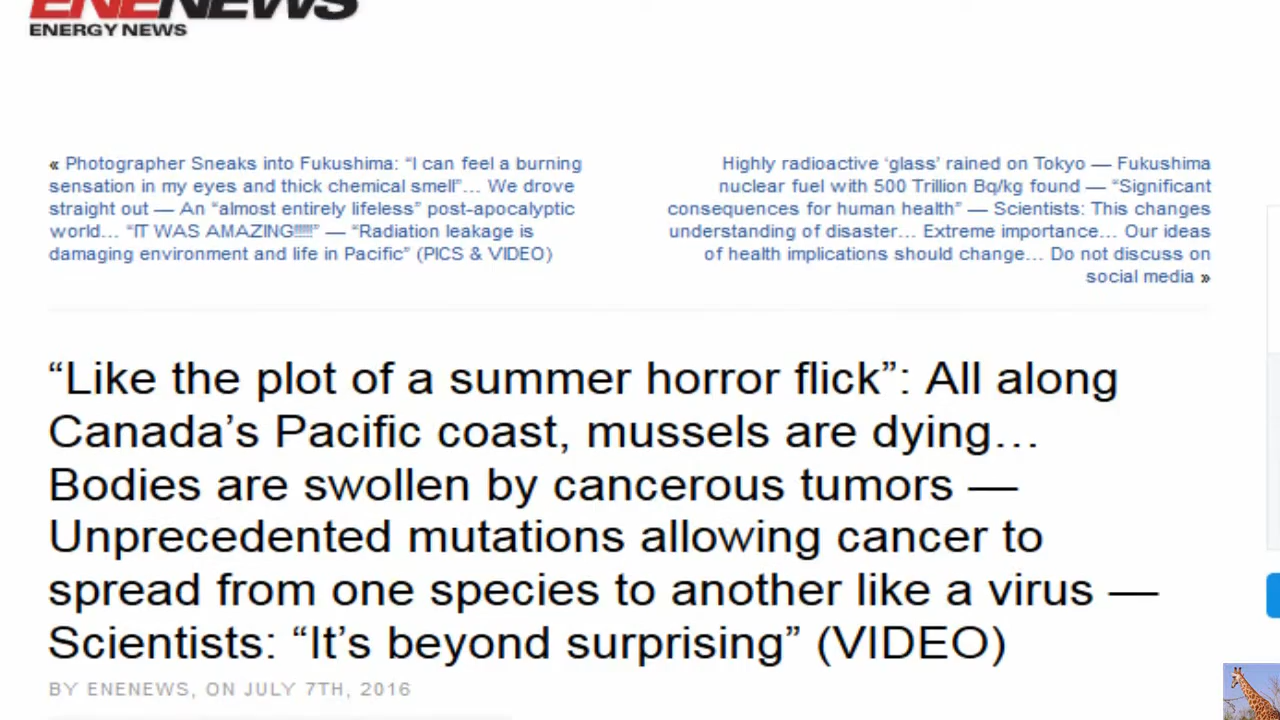 ENENEWS
ENERGY NEWS
« Photographer Sneaks into Fukushima: “I can feel a burning
sensation in my eyes and thick chemical smell”… We drove
straight out — An “almost entirely lifeless” post-apocalyptic
world… “IT WAS AMAZING!!!!!” — “Radiation leakage is
damaging environment and life in Pacific” (PICS & VIDEO)
Highly radioactive ‘glass’ rained on Tokyo — Fukushima
nuclear fuel with 500 Trillion Bq/kg found — “Significant
consequences for human health” — Scientists: This changes
understanding of disaster… Extreme importance… Our ideas
of health implications should change… Do not discuss on
social media »
“Like the plot of a summer horror flick”: All along
Canada’s Pacific coast, mussels are dying…
Bodies are swollen by cancerous tumors —
Unprecedented mutations allowing cancer to
spread from one species to another like a virus —
Scientists: “It’s beyond surprising” (VIDEO)
BY ENENEWS, ON JULY 7TH, 2016